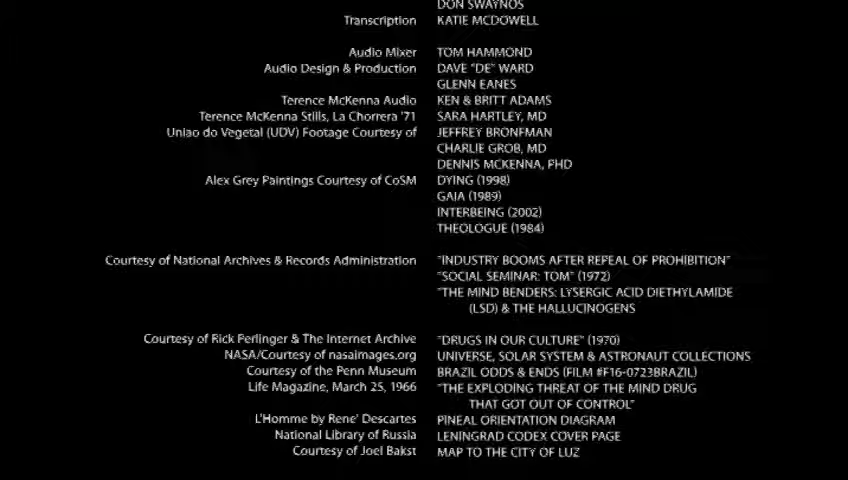 DON SWAYNOS
Transcription KATIE MCDOWELL
Audio Mixer TOM HAMMOND
Audio Design & Production DAVE "DE" WARD
GLENN EANES
Terence McKenna Audio KEN & BRITT ADAMS
Terence McKenna Stills, La Chorrera '71 SARA HARTLEY, MD
Uniao do Vegetal (UDV) Footage Courtesy of JEFFREY BRONFMAN
CHARLIE GROB, MD
DENNIS MCKENNA, PHD
Alex Grey Paintings Courtesy of CoSM DYING (1998)
GAIA (1989)
INTERBEING (2002)
THEOLOGUE (1984)
Courtesy of National Archives & Records Administration "INDUSTRY BOOMS AFTER REPEAL OF PROHIBITION"
"SOCIAL SEMINAR: TOM" (1972)
"THE MIND BENDERS: LYSERGIC ACID DIETHYLAMIDE
(LSD) & THE HALLUCINOGENS
Courtesy of Rick Perlinger & The Internet Archive "DRUGS IN OUR CULTURE" (1970)
NASA/Courtesy of nasaimages.org UNIVERSE, SOLAR SYSTEM & ASTRONAUT COLLECTIONS
Courtesy of the Penn Museum BRAZIL ODDS & ENDS (FILM #F16-0723BRAZIL)
Life Magazine, March 25, 1966 "THE EXPLODING THREAT OF THE MIND DRUG
THAT GOT OUT OF CONTROL"
L'Homme by Rene' Descartes PINEAL ORIENTATION DIAGRAM
National Library of Russia LENINGRAD CODEX COVER PAGE
Courtesy of Joel Bakst MAP TO THE CITY OF LUZ